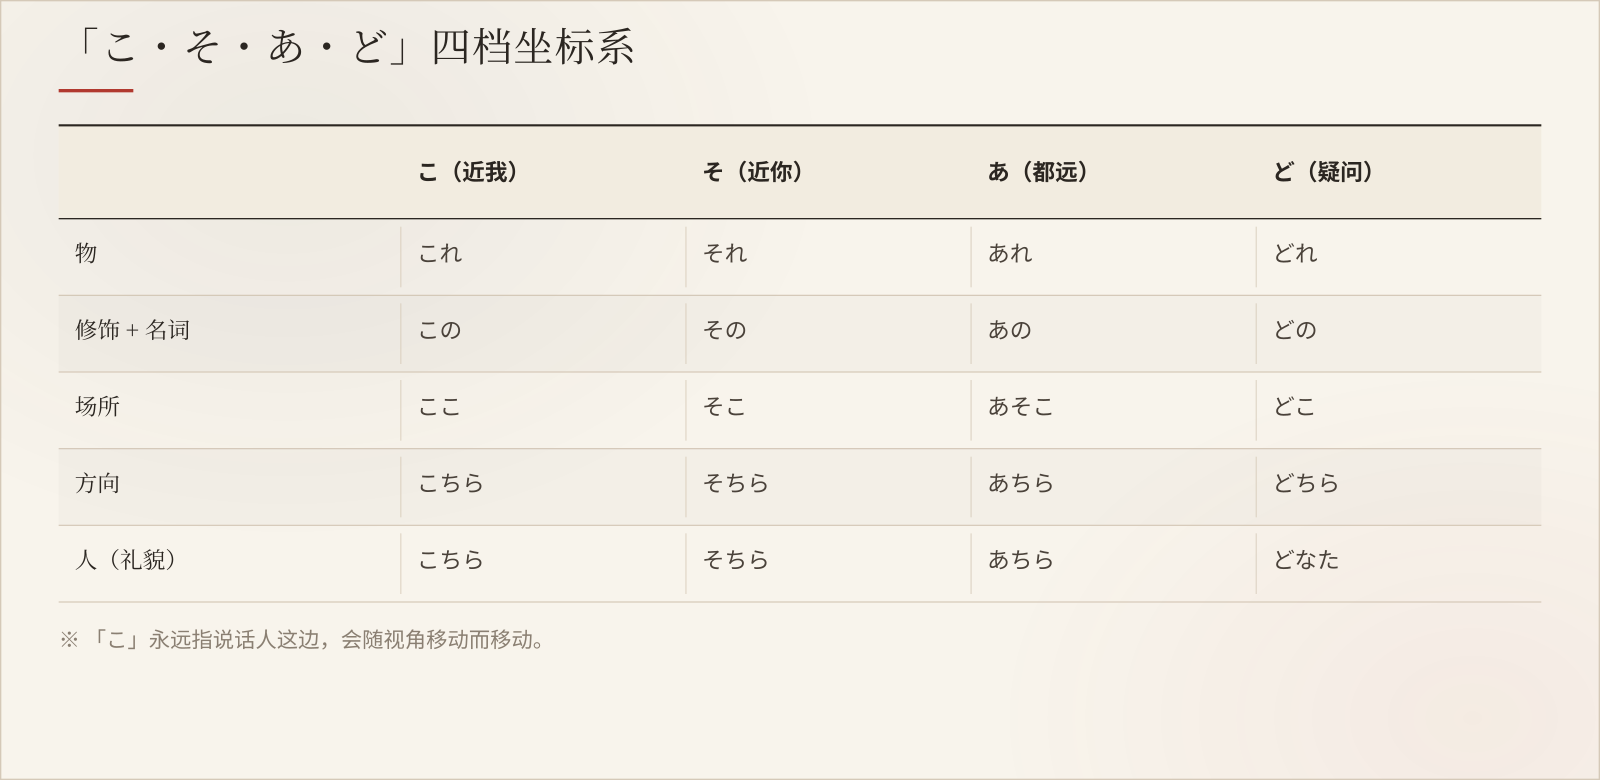 「こ・そ・あ・ど」四档坐标系
こ（近我） そ（近你） あ（都远） ど（疑问）
物 これ それ あれ どれ
修饰 + 名词 この その あの どの
场所 ここ そこ あそこ どこ
方向 こちら そちら あちら どちら
人（礼貌） こちら そちら あちら どなた
※ 「こ」永远指说话人这边，会随视角移动而移动。